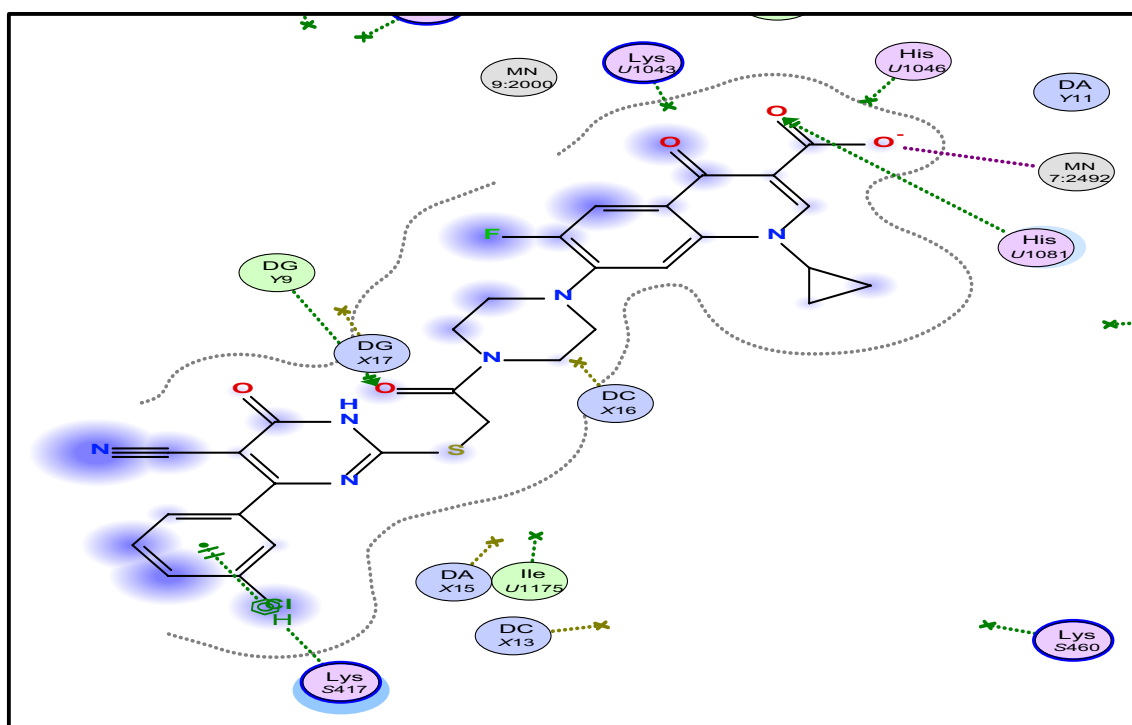 Lys
U1043
His
U1046
MN
9:2000
DA
Y11
O
O
O-
MN
7:2492
F
N
His
U1081
DG
Y9
N
DG
X17
N
O
DC
X16
O
H
N
N
S
N
DA
X15
Ile
U1175
Cl
H
DC
X13
Lys
S460
Lys
S417